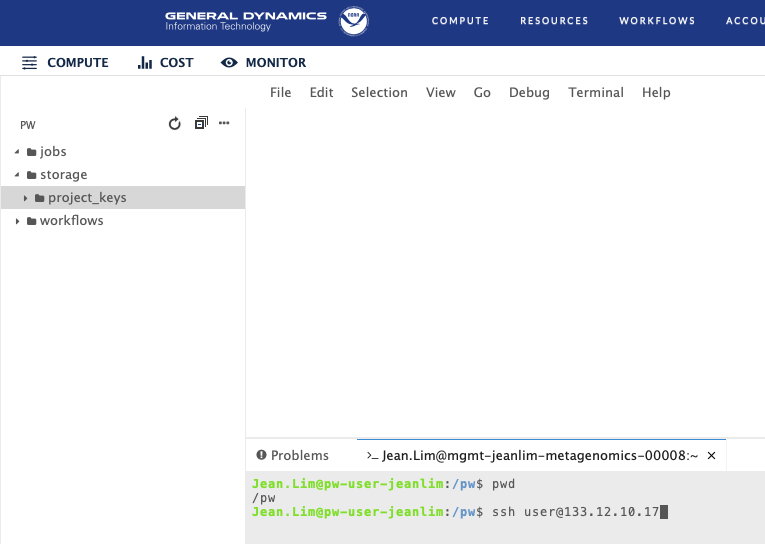 GENERAL DYNAMICS
Information Technology
NOAA
COMPUTE RESOURCES WORKFLOWS ACCOU
COMPUTE COST MONITOR
File Edit Selection View Go Debug Terminal Help
PW
jobs
storage
project_keys
workflows
Problems >_ Jean.Lim@mgmt-jeanlim-metagenomics-00008:~ ×
Jean.Lim@pw-user-jeanlim:/pw$ pwd
/pw
Jean.Lim@pw-user-jeanlim:/pw$ ssh user@133.12.10.17